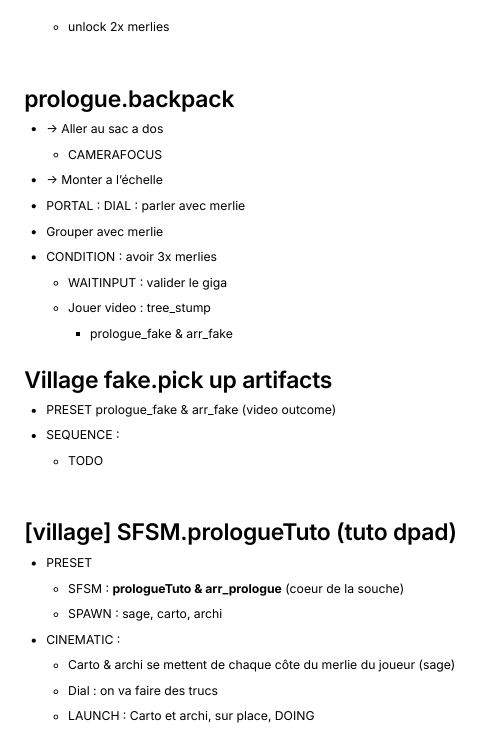 unlock 2x merlies
prologue.backpack
→ Aller au sac a dos
CAMERAFOCUS
→ Monter a l'échelle
PORTAL : DIAL : parler avec merlie
Grouper avec merlie
CONDITION : avoir 3x merlies
WAITINPUT : valider le giga
Jouer video : tree_stump
prologue_fake & arr_fake
Village fake.pick up artifacts
PRESET prologue_fake & arr_fake (video outcome)
SEQUENCE :
TODO
[village] SFSM.prologueTuto (tuto dpad)
PRESET
SFSM : prologueTuto & arr_prologue (coeur de la souche)
SPAWN : sage, carto, archi
CINEMATIC :
Carto & archi se mettent de chaque côte du merlie du joueur (sage)
Dial : on va faire des trucs
LAUNCH : Carto et archi, sur place, DOING